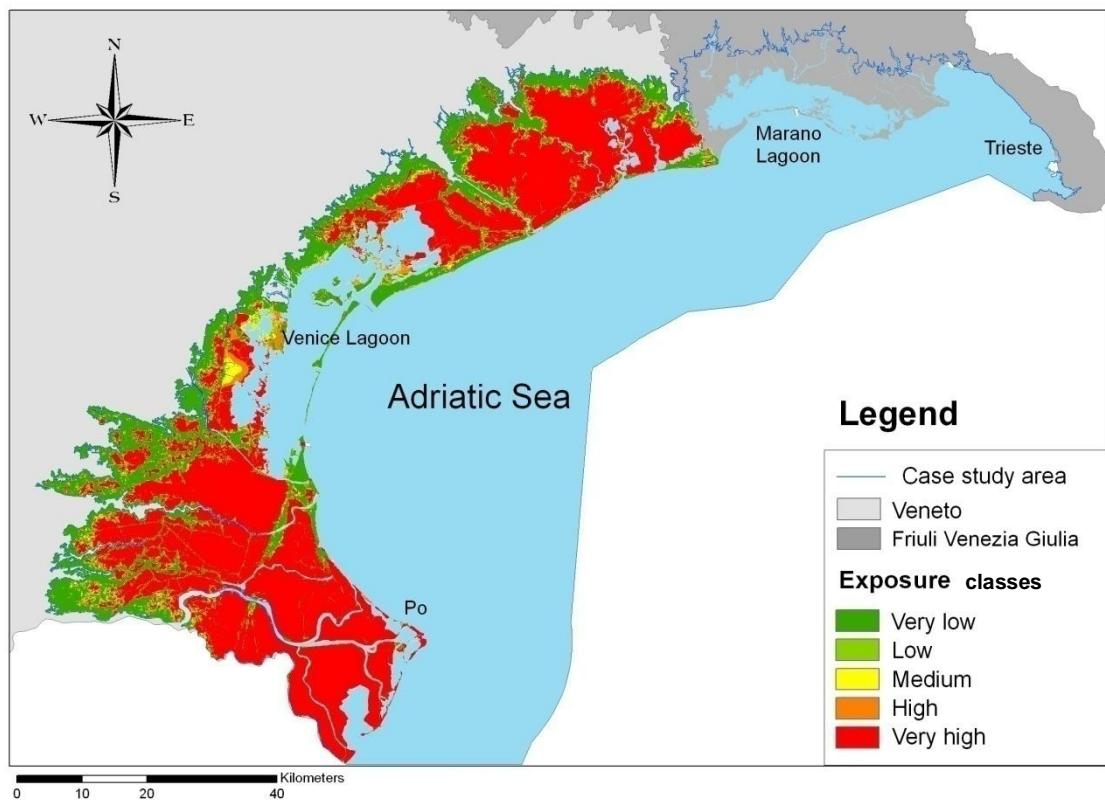 N
W E
S
Marano
Lagoon
Trieste
Venice Lagoon
Adriatic Sea
Po
Legend
Case study area
Veneto
Friuli Venezia Giulia
Exposure classes
Very low
Low
Medium
High
Very high
Kilometers
0 10 20 40